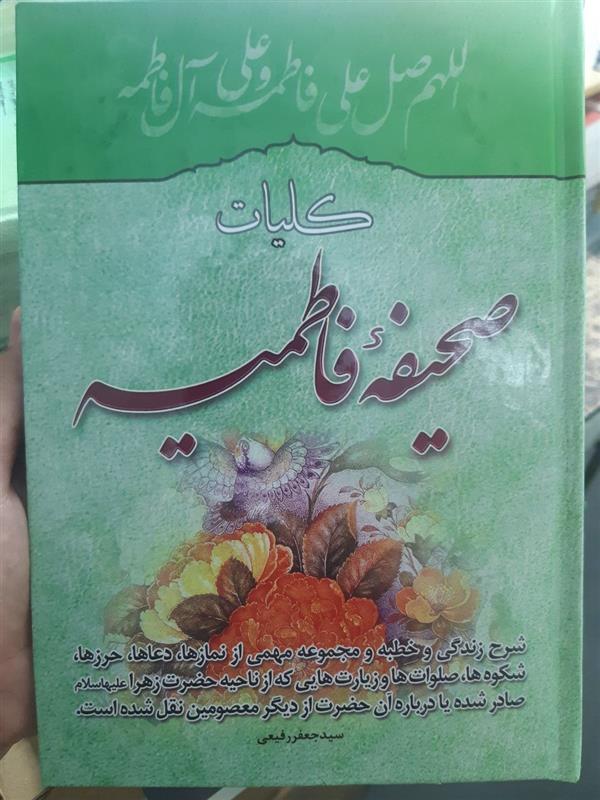 اللهم صل علی فاطمه و علی آل فاطمه
کلیات
صحیفهٔ فاطمیه
شرح زندگی و خطبه و مجموعه مهمی از نمازها، دعاها، حرزها،
شکوه ها، صلوات ها و زیارت هایی که از ناحیه حضرت زهرا علیهاسلام
صادر شده یا درباره آن حضرت از دیگر معصومین نقل شده است.
سید جعفر رفیعی